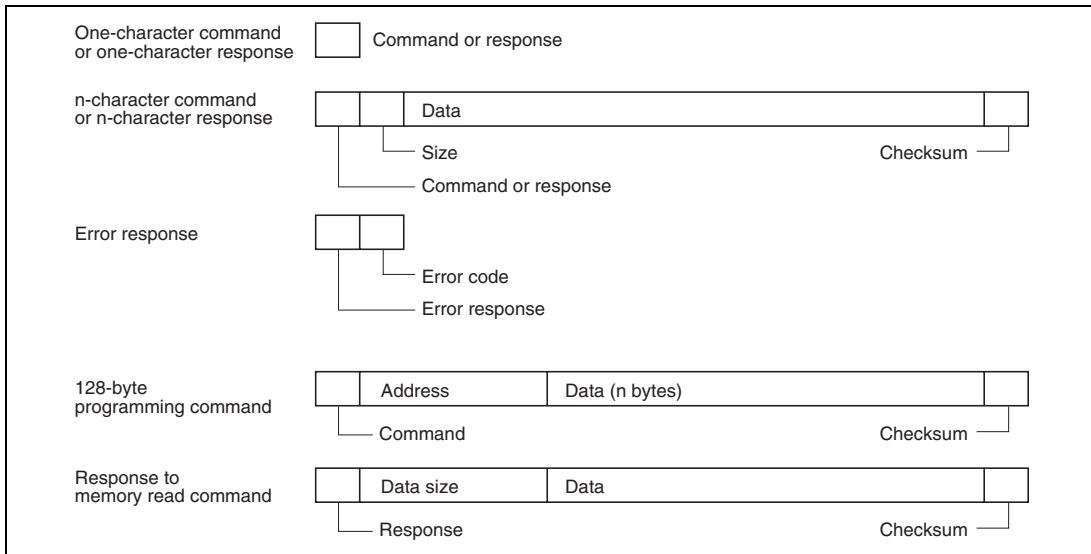 One-character command
or one-character response
Command or response
n-character command
or n-character response
Data
Size
Checksum
Command or response
Error response
Error code
Error response
128-byte
programming command
Address
Data (n bytes)
Command
Checksum
Response to
memory read command
Data size
Data
Response
Checksum